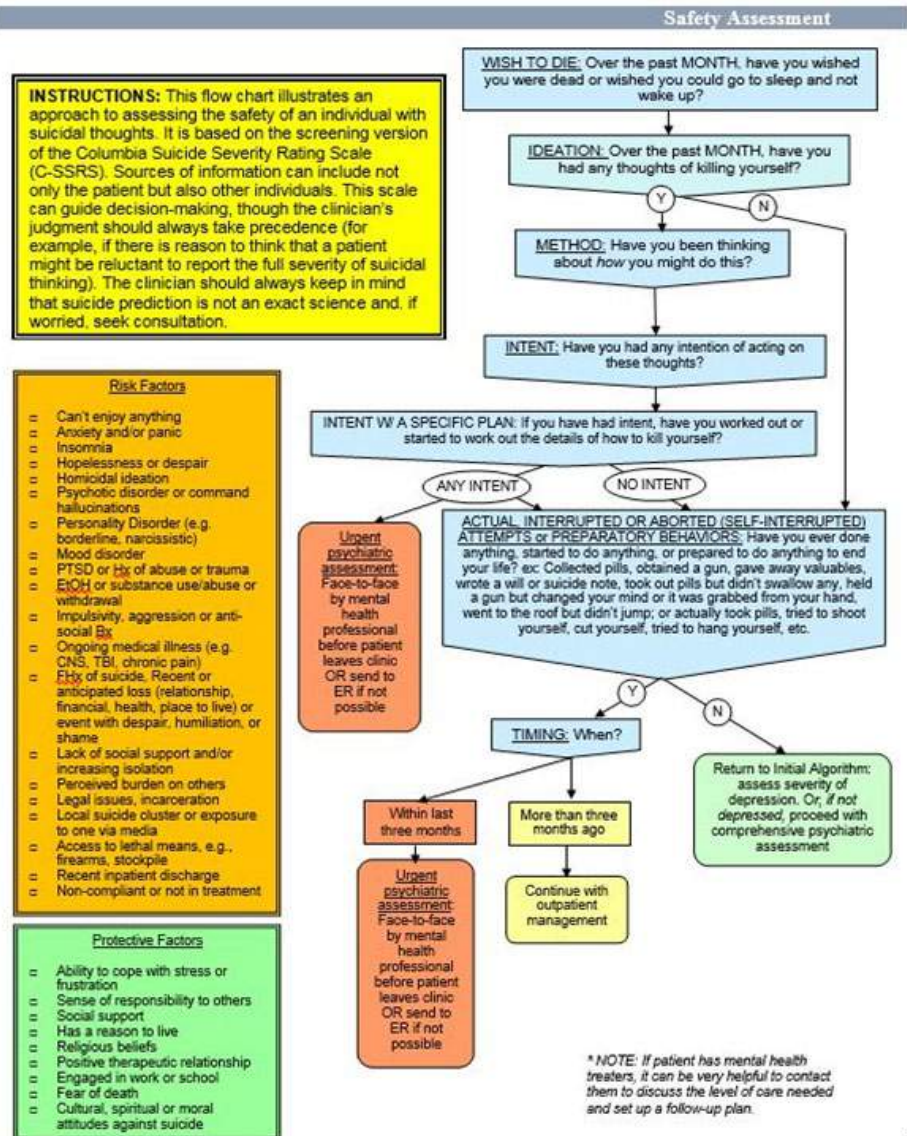 Safety Assessment
INSTRUCTIONS: This flow chart illustrates an
approach to assessing the safety of an individual with
suicidal thoughts. It is based on the screening version
of the Columbia Suicide Severity Rating Scale
(C-SSRS). Sources of information can include not
only the patient but also other individuals. This scale
can guide decision-making, though the clinician's
judgment should always take precedence (for
example, if there is reason to think that a patient
might be reluctant to report the full severity of suicidal
thinking). The clinician should always keep in mind
that suicide prediction is not an exact science and, if
worried, seek consultation.
WISH TO DIE: Over the past MONTH, have you wished
you were dead or wished you could go to sleep and not
wake up?
IDEATION: Over the past MONTH, have you
had any thoughts of killing yourself?
Y
N
METHOD: Have you been thinking
about how you might do this?
INTENT: Have you had any intention of acting on
these thoughts?
INTENT W/ A SPECIFIC PLAN: If you have had intent, have you worked out or
started to work out the details of how to kill yourself?
ANY INTENT
NO INTENT
Urgent
psychiatric
assessment:
Face-to-face
by mental
health
professional
before patient
leaves clinic
OR send to
ER if not
possible
ACTUAL, INTERRUPTED OR ABORTED (SELF-INTERRUPTED)
ATTEMPTS or PREPARATORY BEHAVIORS: Have you ever done
anything, started to do anything, or prepared to do anything to end
your life? ex: Collected pills, obtained a gun, gave away valuables,
wrote a will or suicide note, took out pills but didn't swallow any, held
a gun but changed your mind or it was grabbed from your hand,
went to the roof but didn't jump; or actually took pills, tried to shoot
yourself, cut yourself, tried to hang yourself, etc.
Y
N
TIMING: When?
Within last
three months
More than three
months ago
Urgent
psychiatric
assessment:
Face-to-face
by mental
health
professional
before patient
leaves clinic
OR send to
ER if not
possible
Continue with
outpatient
management
Return to Initial Algorithm:
assess severity of
depression. Or, if not
depressed, proceed with
comprehensive psychiatric
assessment
Risk Factors
Can't enjoy anything
Anxiety and/or panic
Insomnia
Hopelessness or despair
Homicidal ideation
Psychotic disorder or command
hallucinations
Personality Disorder (e.g.
borderline, narcissistic)
Mood disorder
PTSD or Hx of abuse or trauma
EtOH or substance use/abuse or
withdrawal
Impulsivity, aggression or anti-
social Bx
Ongoing medical illness (e.g.
CNS, TBI, chronic pain)
FHx of suicide, Recent or
anticipated loss (relationship,
financial, health, place to live) or
event with despair, humiliation, or
shame
Lack of social support and/or
increasing isolation
Perceived burden on others
Legal issues, incarceration
Local suicide cluster or exposure
to one via media
Access to lethal means, e.g.,
firearms, stockpile
Recent inpatient discharge
Non-compliant or not in treatment
Protective Factors
Ability to cope with stress or
frustration
Sense of responsibility to others
Social support
Has a reason to live
Religious beliefs
Positive therapeutic relationship
Engaged in work or school
Fear of death
Cultural, spiritual or moral
attitudes against suicide
* NOTE: If patient has mental health
treaters, it can be very helpful to contact
them to discuss the level of care needed
and set up a follow-up plan.